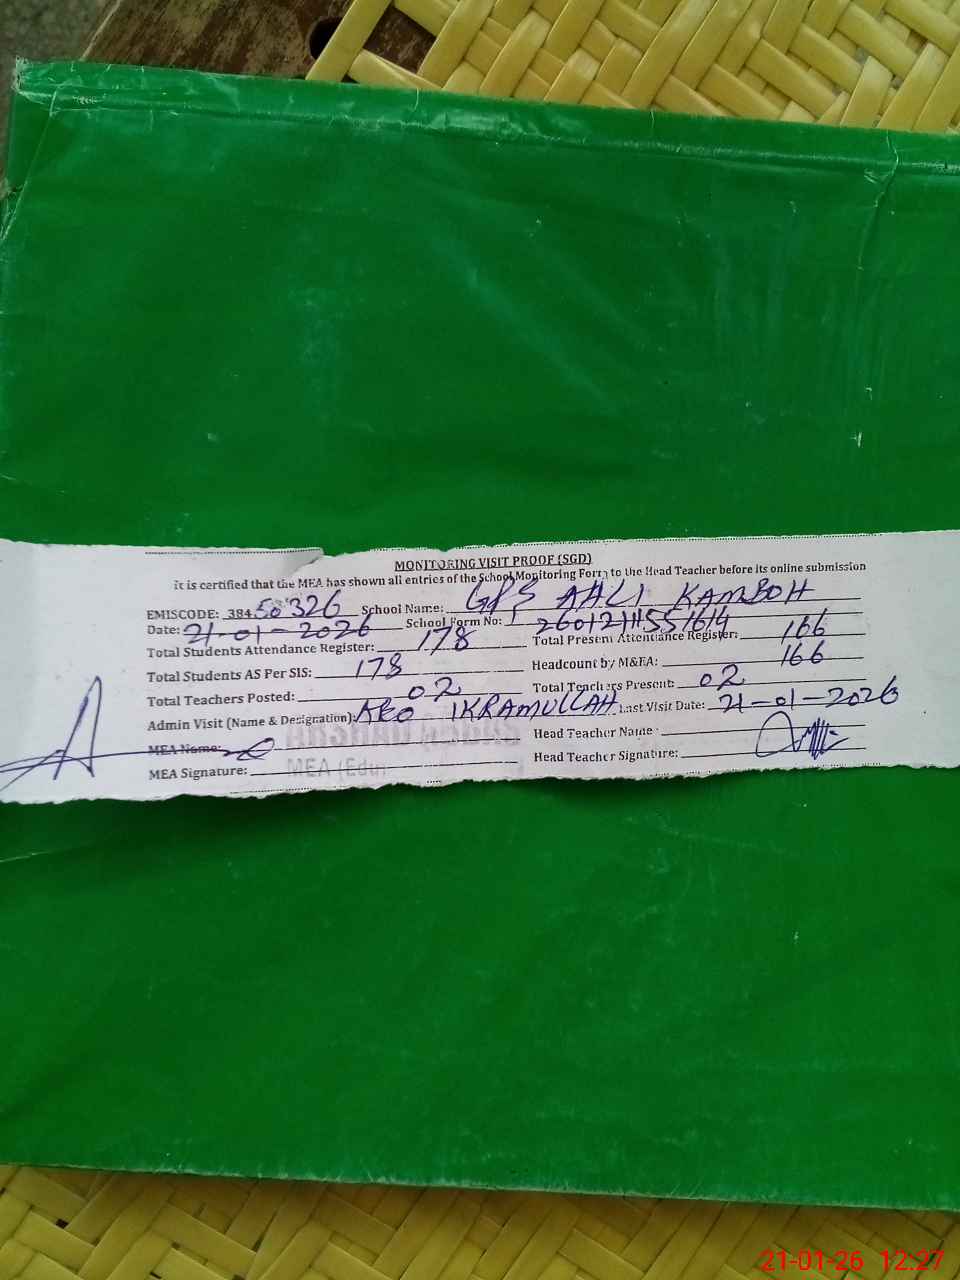 MONITORING VISIT PROOF (SGD)
it is certified that the MEA has shown all entries of the School Monitoring Form to the Head Teacher before its online submission
EMISCODE: 38450326 School Name: GPS AALI KAMBOH
Date: 21-01-2026 School Form No:
Total Students Attendance Register: 178 Total Present Attendance Register: 166
Total Students AS Per SIS: 178 Headcount by M&EA: 166
Total Teachers Posted: 02 Total Teachers Present: 02
Admin Visit (Name & Designation): AEO IKRAMULLAH Last Visit Date: 21-01-2026
MEA Name: Head Teacher Name:
MEA Signature: MEA (Edu) Head Teacher Signature:
21-01-26 12:27